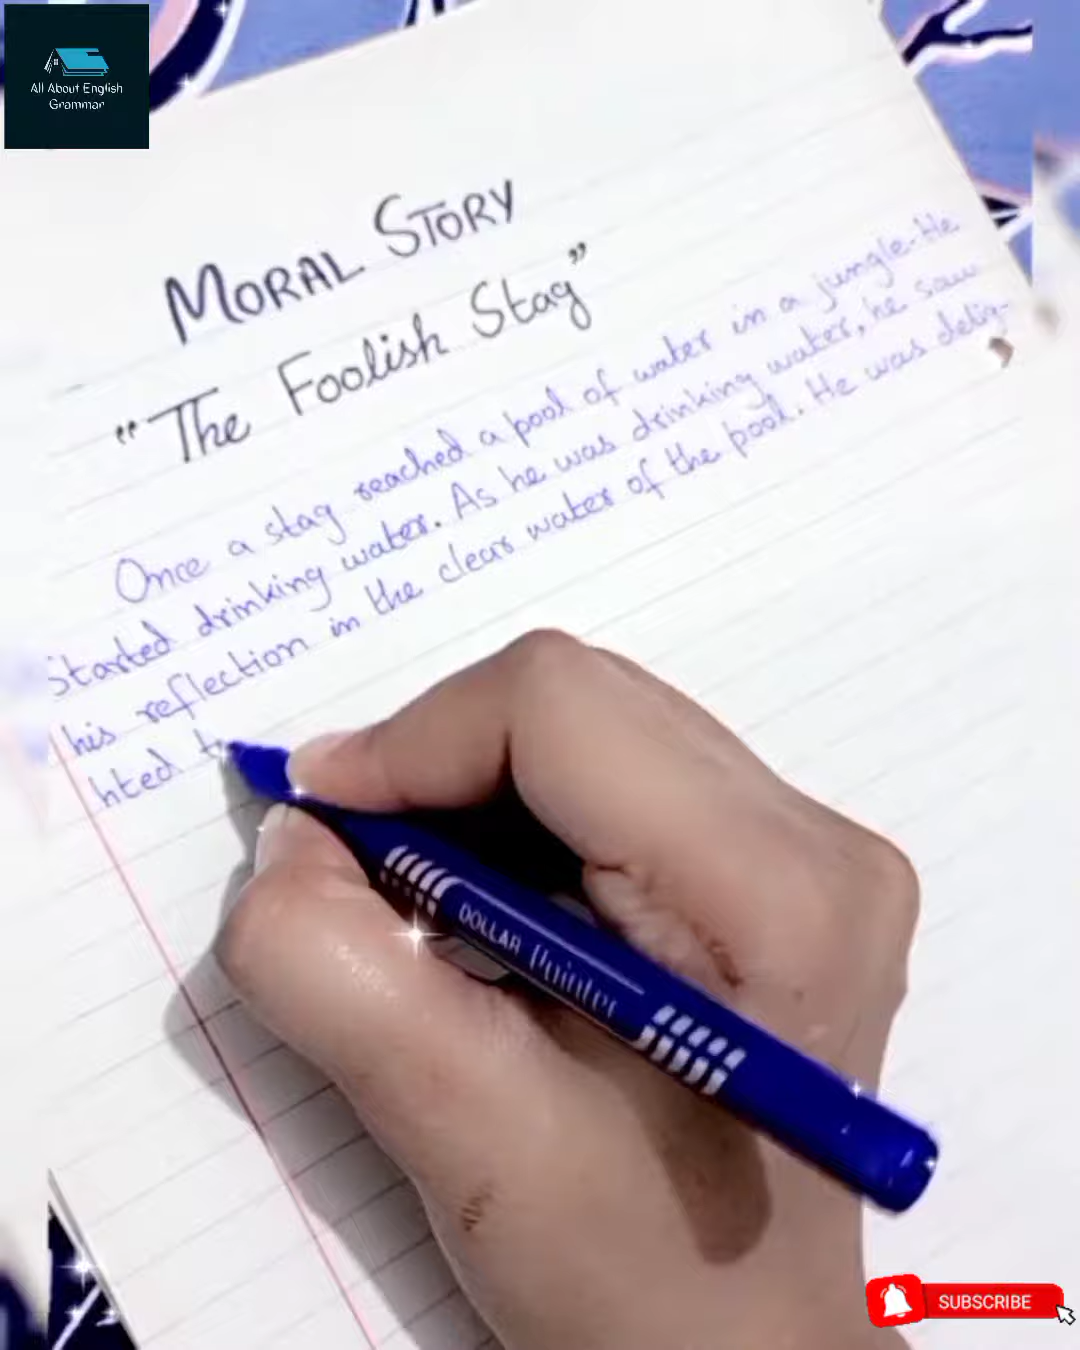 All About English
Grammar
MORAL STORY
"The Foolish Stag"
Once a stag reached a pool of water in a jungle. He
Started drinking water. As he was drinking water, he saw
his reflection in the clear water of the pool. He was delig-
hted t
DOLLAR Pointer
SUBSCRIBE